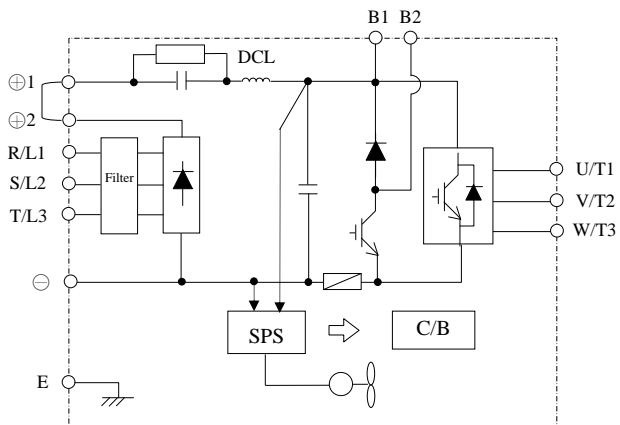 B1 B2
DCL
⊕1
⊕2
R/L1
S/L2
T/L3
Filter
U/T1
V/T2
W/T3
⊖
SPS
C/B
E